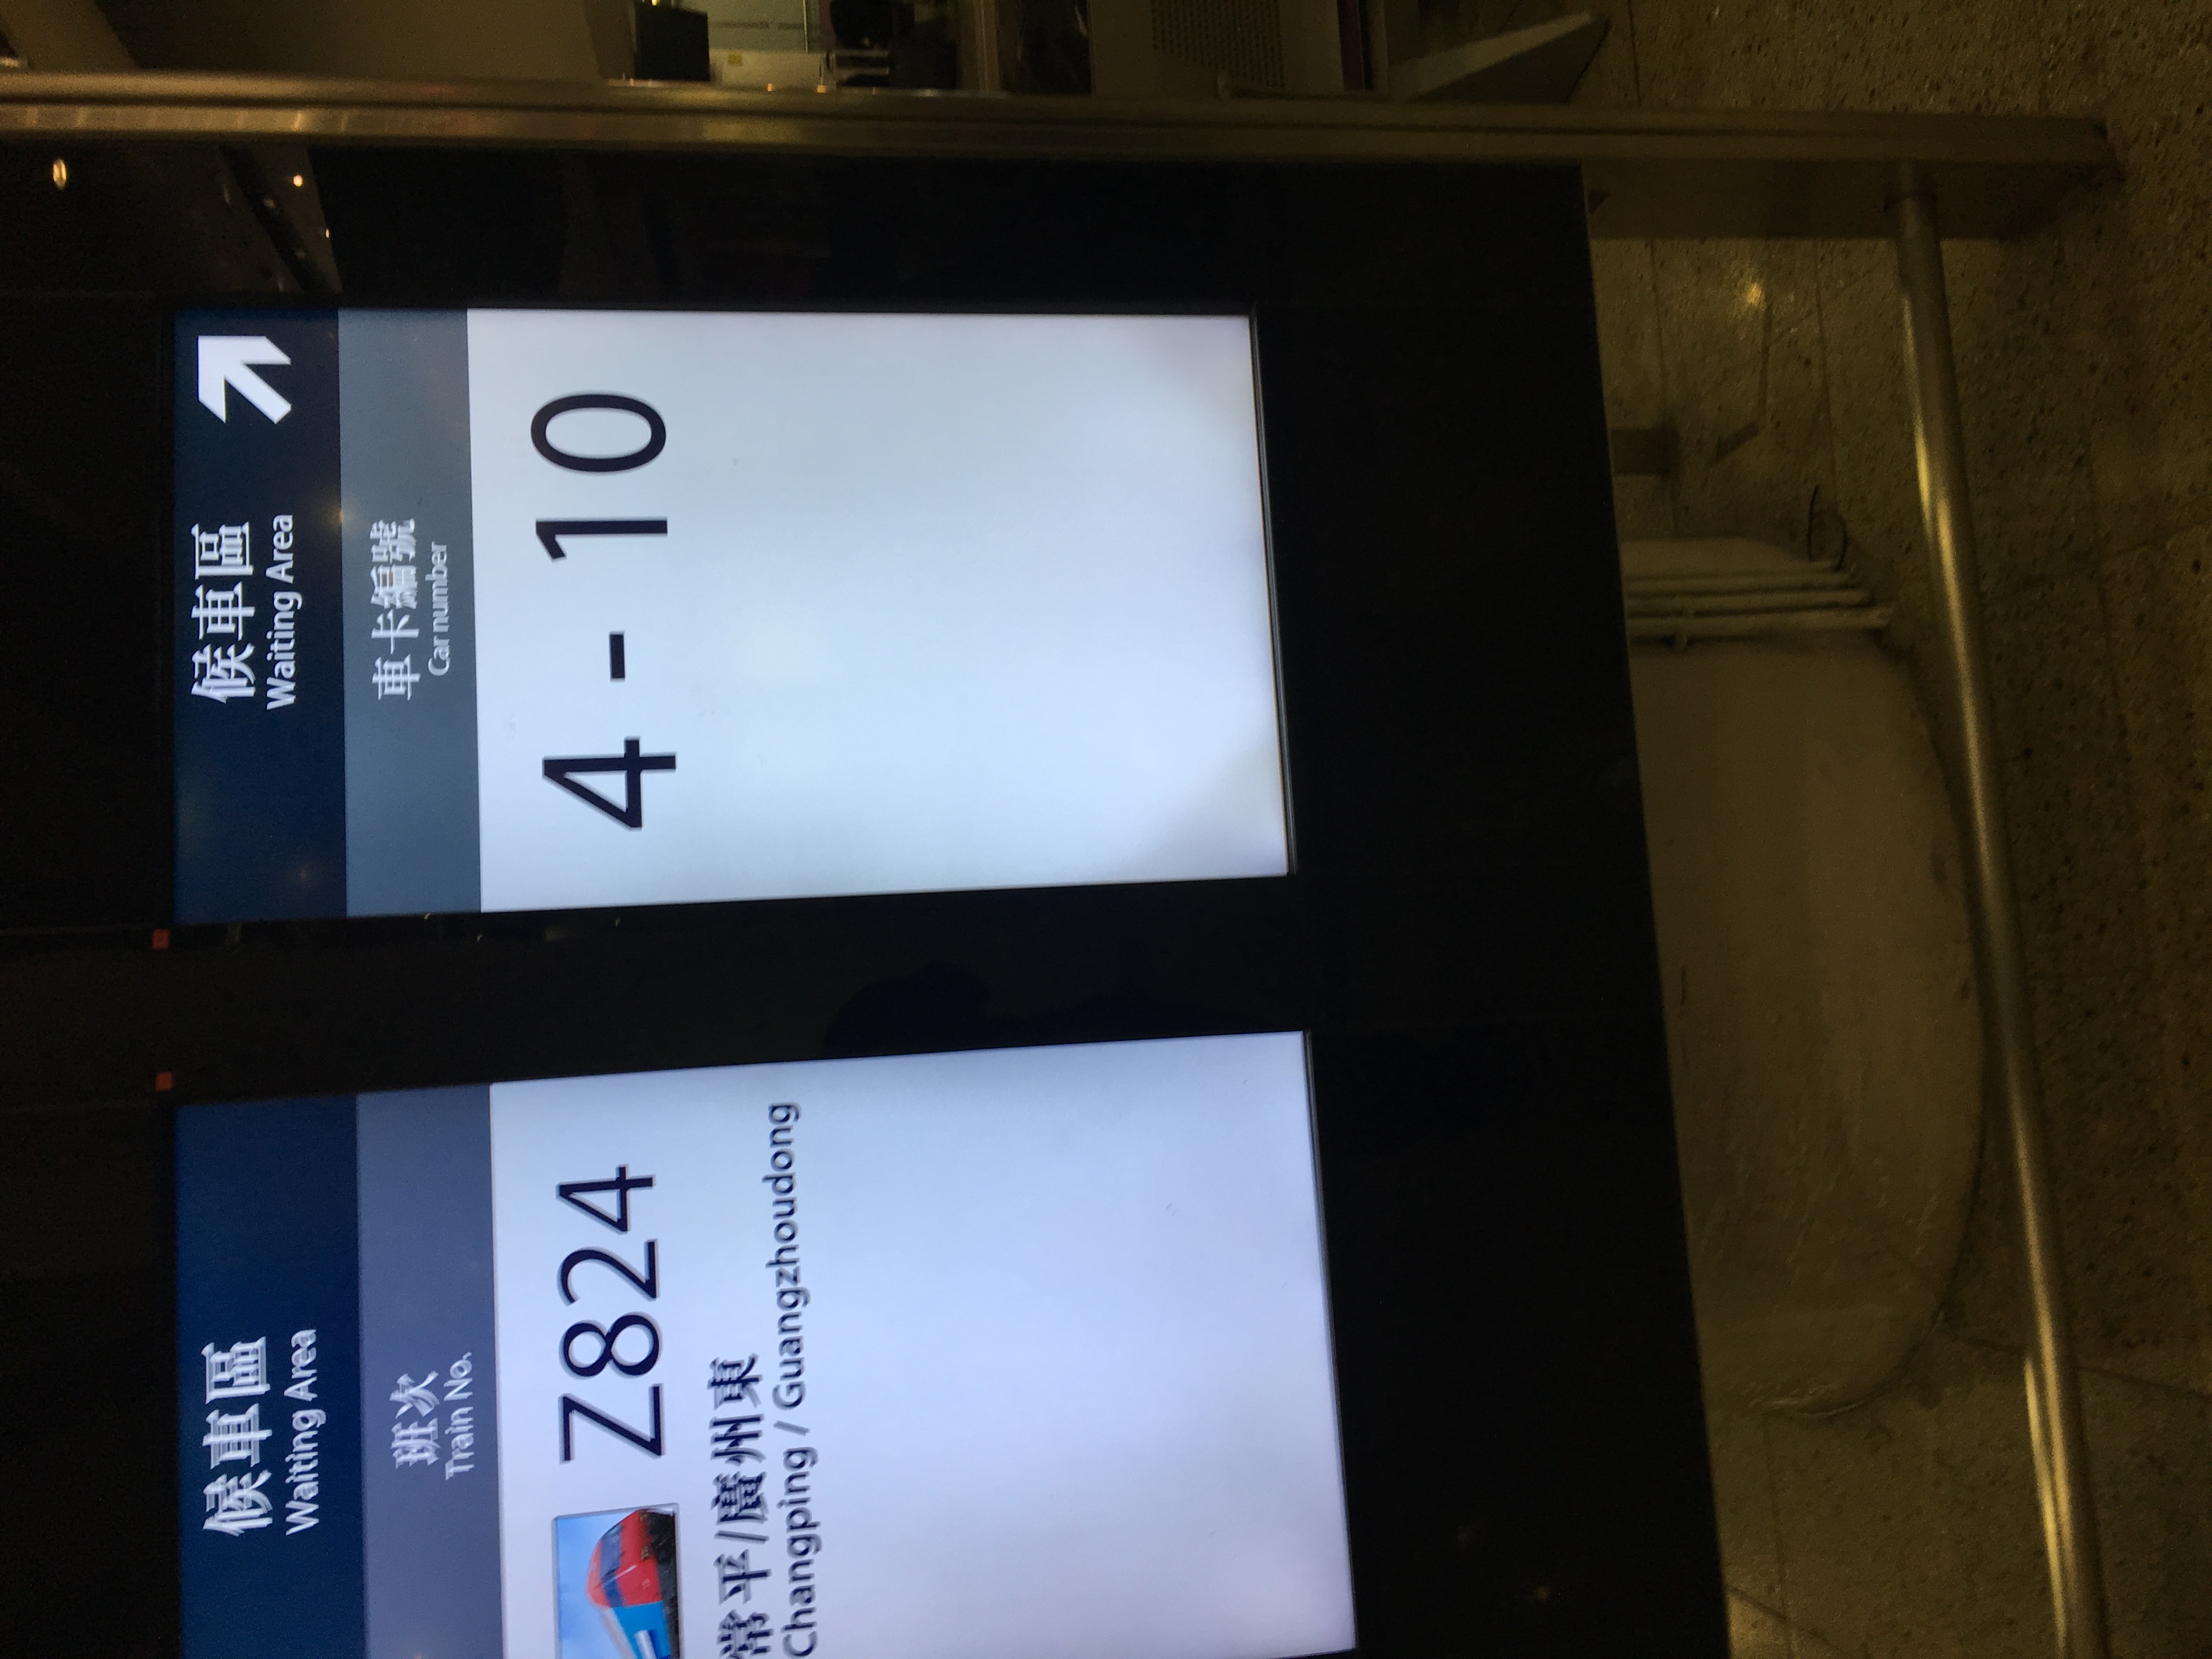 候車區
Waiting Area
班次
Train No.
Z824
常平/廣州東
Changping / Guangzhoudong
候車區
Waiting Area
車卡編號
Car number
4 - 10